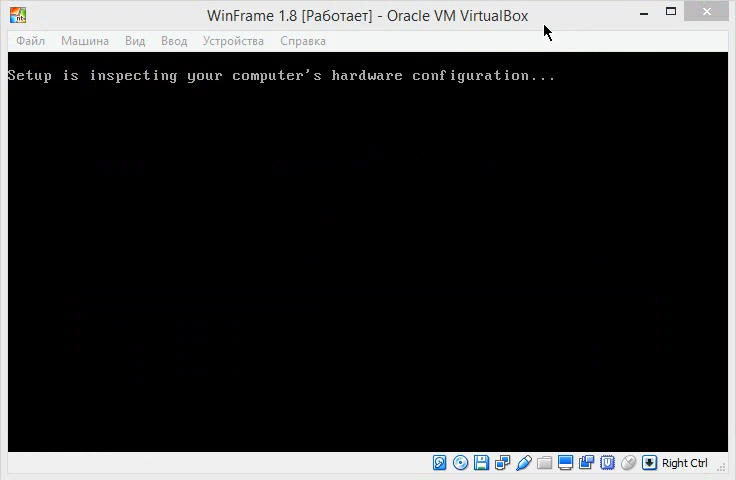 WinFrame 1.8 [Работает] - Oracle VM VirtualBox
Файл Машина Вид Ввод Устройства Справка
Setup is inspecting your computer's hardware configuration...
Right Ctrl